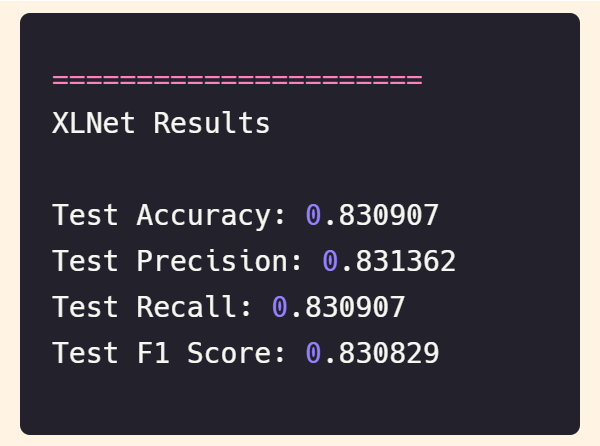 ======================
XLNet Results
Test Accuracy: 0.830907
Test Precision: 0.831362
Test Recall: 0.830907
Test F1 Score: 0.830829